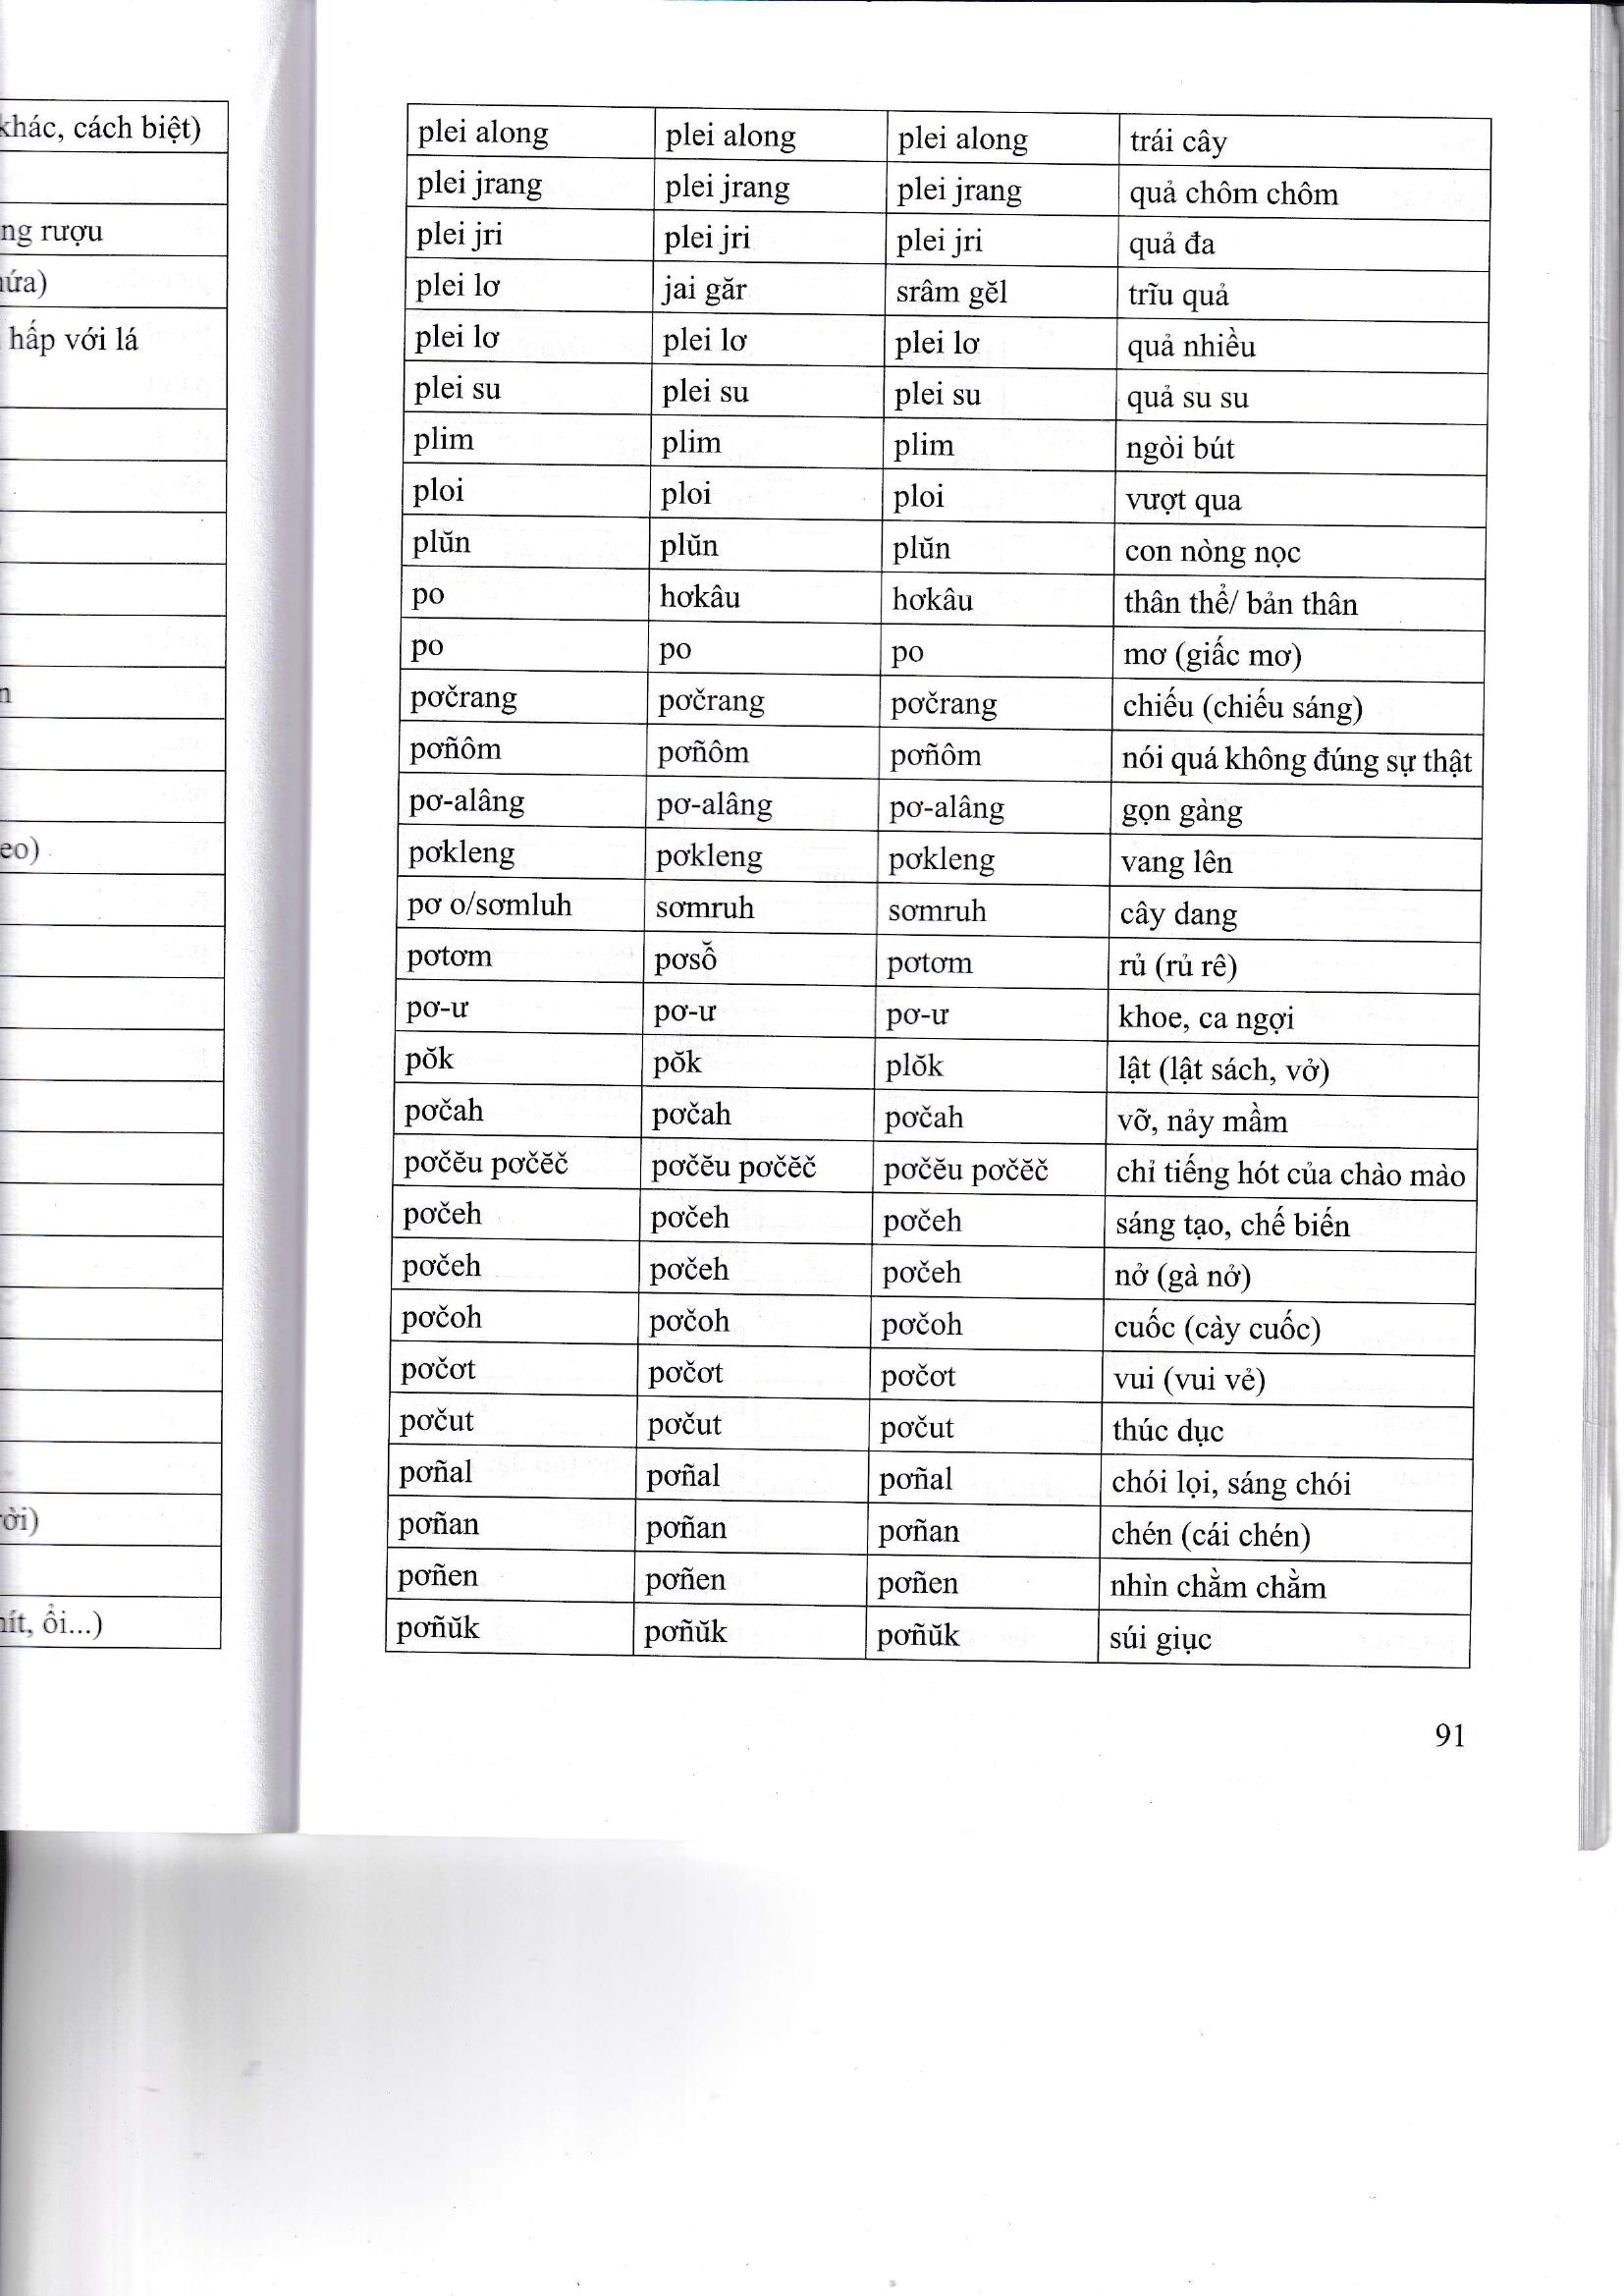 khác, cách biệt)
rượu
hấp với lá
ổi...)
plei along plei along plei along trái cây
plei jrang plei jrang plei jrang quả chôm chôm
plei jri plei jri plei jri quả đa
plei lơ jai găr srâm gĕl trĩu quả
plei lơ plei lơ plei lơ quả nhiều
plei su plei su plei su quả su su
plim plim plim ngòi bút
ploi ploi ploi vượt qua
plŭn plŭn plŭn con nòng nọc
po hơkâu hơkâu thân thể/ bản thân
po po po mơ (giấc mơ)
pơčrang pơčrang pơčrang chiếu (chiếu sáng)
pơñôm pơñôm pơñôm nói quá không đúng sự thật
pơ-alâng pơ-alâng pơ-alâng gọn gàng
pơkleng pơkleng pơkleng vang lên
pơ o/sơmluh sơmruh sơmruh cây dang
pơtơm pơsô̆ pơtơm rủ (rủ rê)
pơ-ư pơ-ư pơ-ư khoe, ca ngợi
pŏk pŏk plŏk lật (lật sách, vở)
pơčah pơčah pơčah vỡ, nảy mầm
pơčĕu pơčĕč pơčĕu pơčĕč pơčĕu pơčĕč chỉ tiếng hót của chào mào
pơčeh pơčeh pơčeh sáng tạo, chế biến
pơčeh pơčeh pơčeh nở (gà nở)
pơčoh pơčoh pơčoh cuốc (cày cuốc)
pơčơt pơčơt pơčơt vui (vui vẻ)
pơčut pơčut pơčut thúc dục
pơñal pơñal pơñal chói lọi, sáng chói
pơñan pơñan pơñan chén (cái chén)
pơñen pơñen pơñen nhìn chằm chằm
pơñŭk pơñŭk pơñŭk súi giục
91